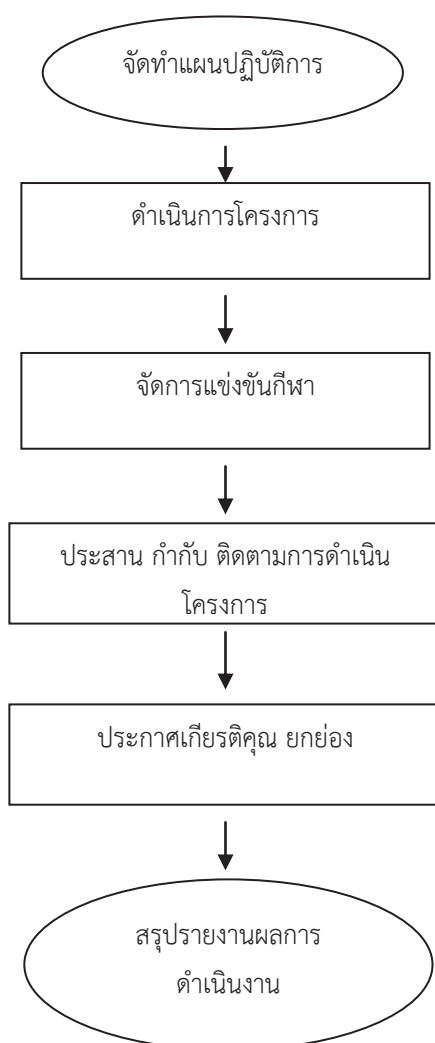 จัดทำแผนปฏิบัติการ
ดำเนินการโครงการ
จัดการแข่งขันกีฬา
ประสาน กำกับ ติดตามการดำเนิน
โครงการ
ประกาศเกียรติคุณ ยกย่อง
สรุปรายงานผลการ
ดำเนินงาน